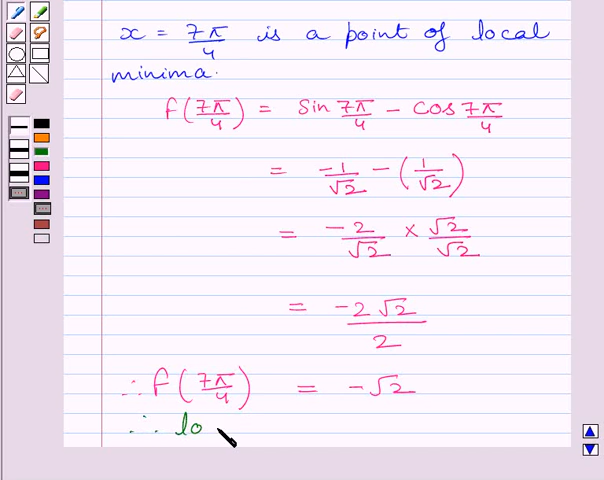 x = 7π/4 is a point of local
minima.
f(7π/4) = sin 7π/4 - cos 7π/4
= -1/√2 - (1/√2)
= -2/√2 × √2/√2
= -2√2/2
∴ f(7π/4) = -√2
∴ lo